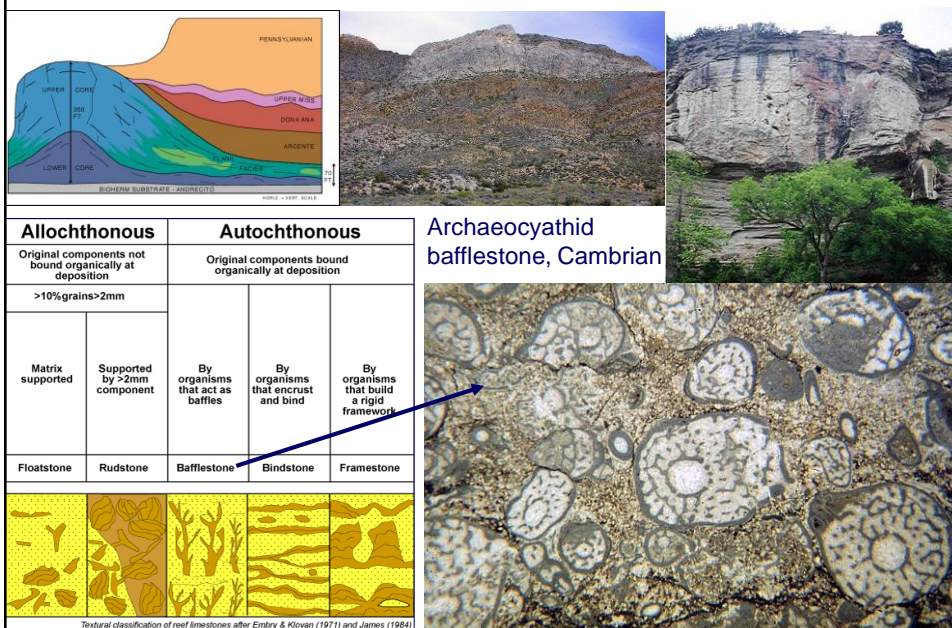 PENNSYLVANIAN
UPPER CORE
UPPER MISS
350
FT.
DONA ANA
ARGENTE
FLANK
FACIES
LOWER CORE
70
FT.
BIOHERM SUBSTRATE - ANDRECITO
HORIZ = VERT SCALE
Archaeocyathid
bafflestone, Cambrian
Allochthonous
Autochthonous
Original components not
bound organically at
deposition
Original components bound
organically at deposition
>10%grains>2mm
Matrix
supported
Supported
by >2mm
component
By
organisms
that act as
baffles
By
organisms
that encrust
and bind
By
organisms
that build
a rigid
framework
Floatstone
Rudstone
Bafflestone
Bindstone
Framestone
Textural classification of reef limestones after Embry & Klovan (1971) and James (1984)